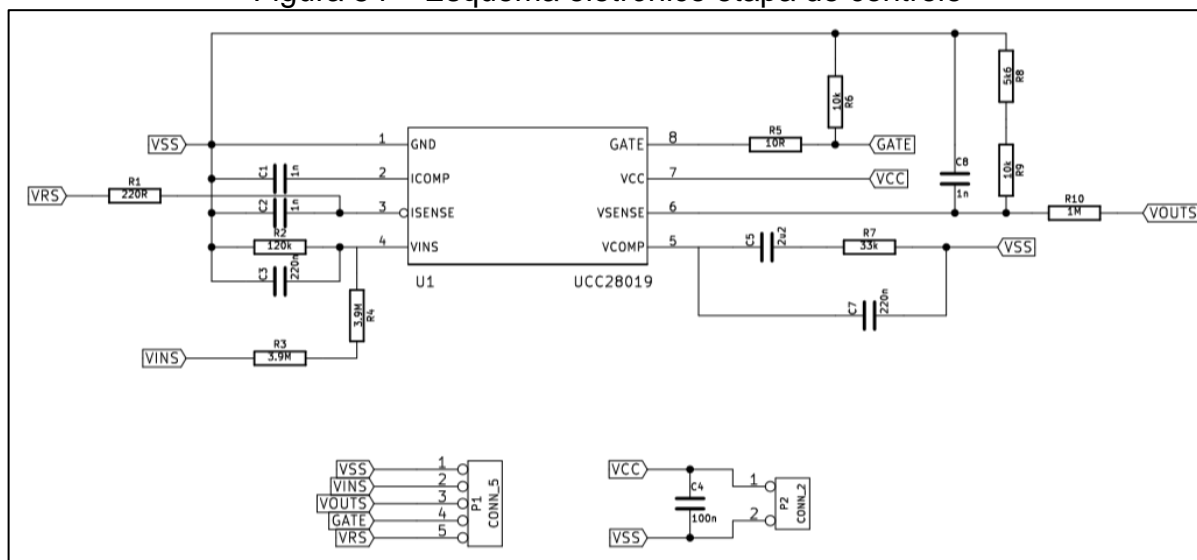 Figura – Esquema eletrônico etapa de controle
5k6
R8
10k
R6
VSS
1
GND
GATE
8
R5
10R
GATE
C1
1n
2
ICOMP
VCC
7
VCC
C8
1n
10k
R9
VRS
R1
220R
C2
1n
3
ISENSE
VSENSE
6
R10
1M
VOUTS
R2
120k
4
VINS
VCOMP
5
C5
2u2
R7
33k
VSS
C3
220n
U1
UCC28019
3.9M
R4
C7
220n
VINS
R3
3.9M
VSS
1
VINS
2
VOUTS
3
GATE
4
VRS
5
P1
CONN_5
VCC
1
C4
100n
P2
CONN_2
VSS
2